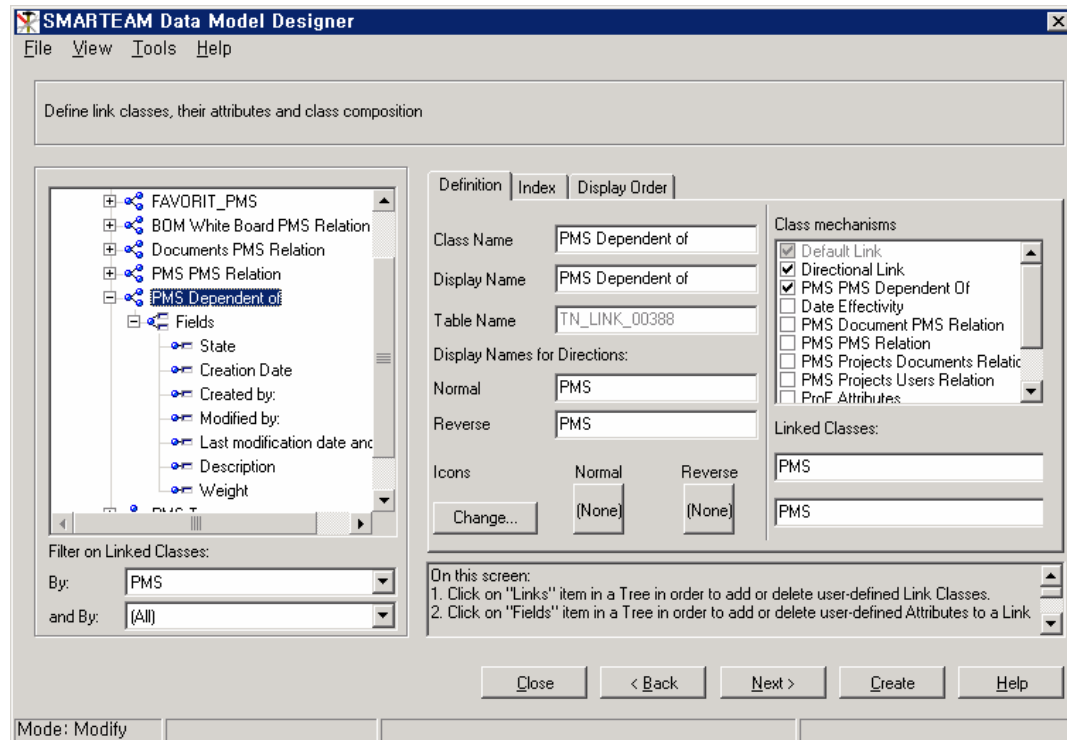 SMARTEAM Data Model Designer
File View Tools Help
Define link classes, their attributes and class composition
FAVORIT_PMS
BOM White Board PMS Relation
Documents PMS Relation
PMS PMS Relation
PMS Dependent of
Fields
State
Creation Date
Created by:
Modified by:
Last modification date and
Description
Weight
Filter on Linked Classes:
By: PMS
and By: (All)
Definition Index Display Order
Class Name PMS Dependent of
Display Name PMS Dependent of
Table Name TN_LINK_00388
Display Names for Directions:
Normal PMS
Reverse PMS
Icons Normal Reverse
Change... (None) (None)
Class mechanisms
Default Link
Directional Link
PMS PMS Dependent Of
Date Effectivity
PMS Document PMS Relation
PMS PMS Relation
PMS Projects Documents Relatic
PMS Projects Users Relation
ProE Attributes
Linked Classes:
PMS
PMS
On this screen:
1. Click on "Links" item in a Tree in order to add or delete user-defined Link Classes.
2. Click on "Fields" item in a Tree in order to add or delete user-defined Attributes to a Link
Close < Back Next > Create Help
Mode: Modify